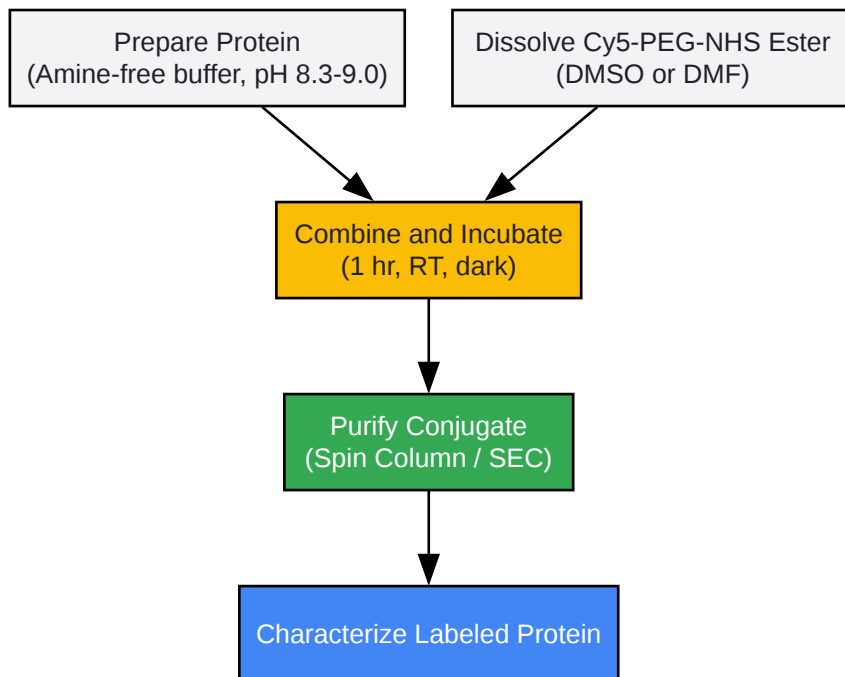 Prepare Protein
(Amine-free buffer, pH 8.3-9.0)
Dissolve Cy5-PEG-NHS Ester
(DMSO or DMF)
Combine and Incubate
(1 hr, RT, dark)
Purify Conjugate
(Spin Column / SEC)
Characterize Labeled Protein